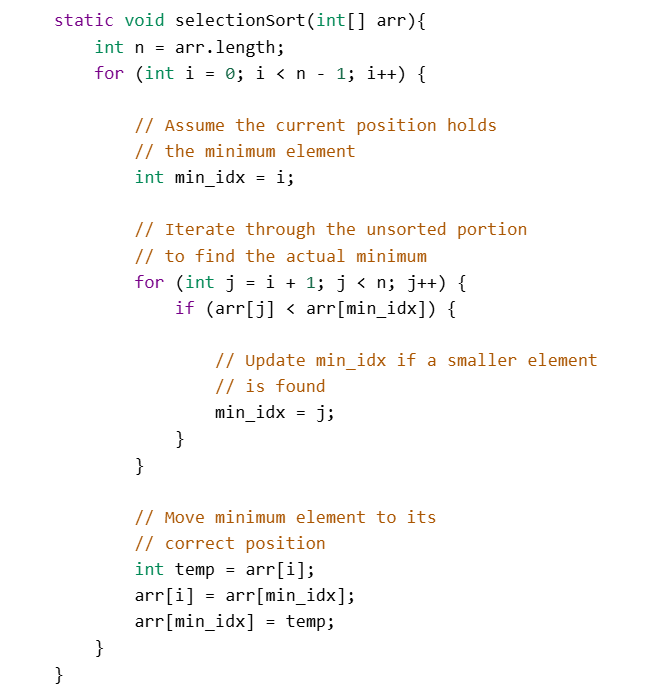 static void selectionSort(int[] arr){
int n = arr.length;
for (int i = 0; i < n - 1; i++) {
// Assume the current position holds
// the minimum element
int min_idx = i;
// Iterate through the unsorted portion
// to find the actual minimum
for (int j = i + 1; j < n; j++) {
if (arr[j] < arr[min_idx]) {
// Update min_idx if a smaller element
// is found
min_idx = j;
}
}
// Move minimum element to its
// correct position
int temp = arr[i];
arr[i] = arr[min_idx];
arr[min_idx] = temp;
}
}